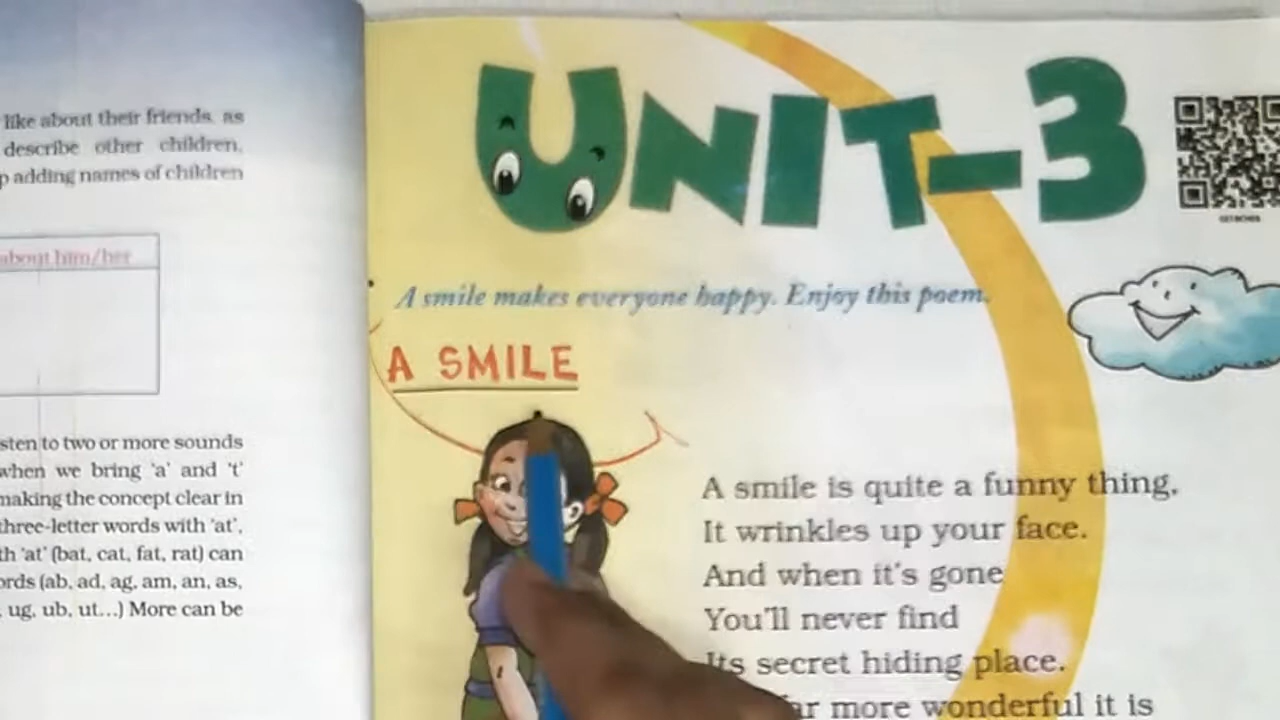 like about their friends, as
describe other children,
adding names of children
about him/her
to two or more sounds
when we bring 'a' and 't'
making the concept clear in
three-letter words with 'at',
'at' (bat, cat, fat, rat) can
(ab, ad, ag, am, an, as,
ug, ub, ut...) More can be
UNIT-3
A smile makes everyone happy. Enjoy this poem.
A SMILE
A smile is quite a funny thing,
It wrinkles up your face.
And when it's gone
You'll never find
Its secret hiding place.
more wonderful it is